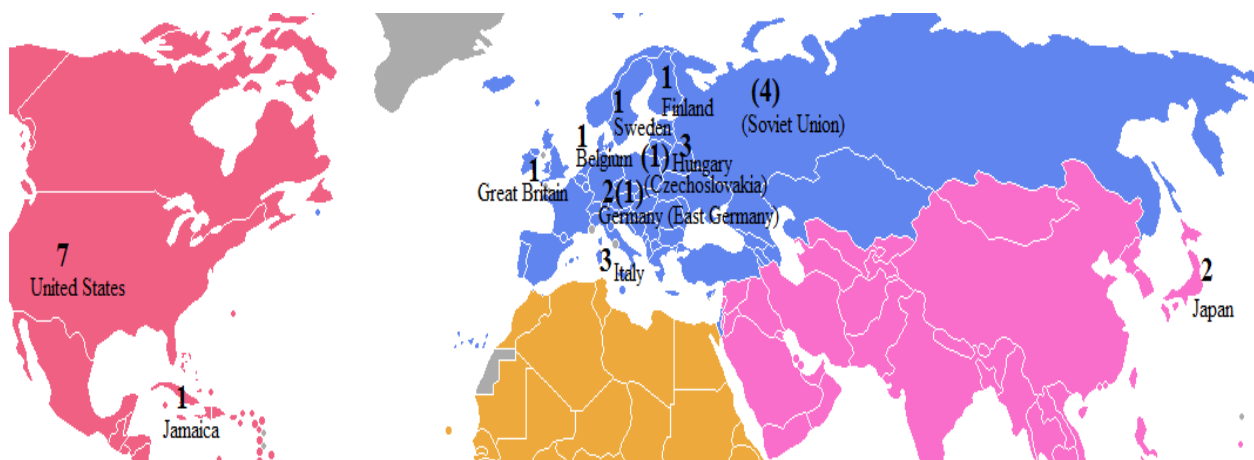 1
Finland
(4)
(Soviet Union)
1
Sweden
1
Belgium
(1)
3
Hungary
(Czechoslovakia)
1
Great Britain
2(1)
Germany (East Germany)
7
United States
3
Italy
2
Japan
1
Jamaica